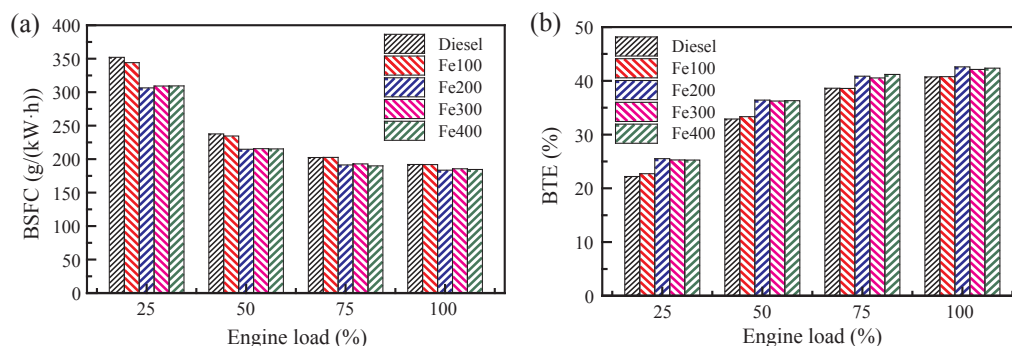 (a)
400
350
300
250
200
150
100
50
0
BSFC (g/(kW·h))
Diesel
Fe100
Fe200
Fe300
Fe400
25 50 75 100
Engine load (%)
(b)
50
40
30
20
10
0
BTE (%)
Diesel
Fe100
Fe200
Fe300
Fe400
25 50 75 100
Engine load (%)